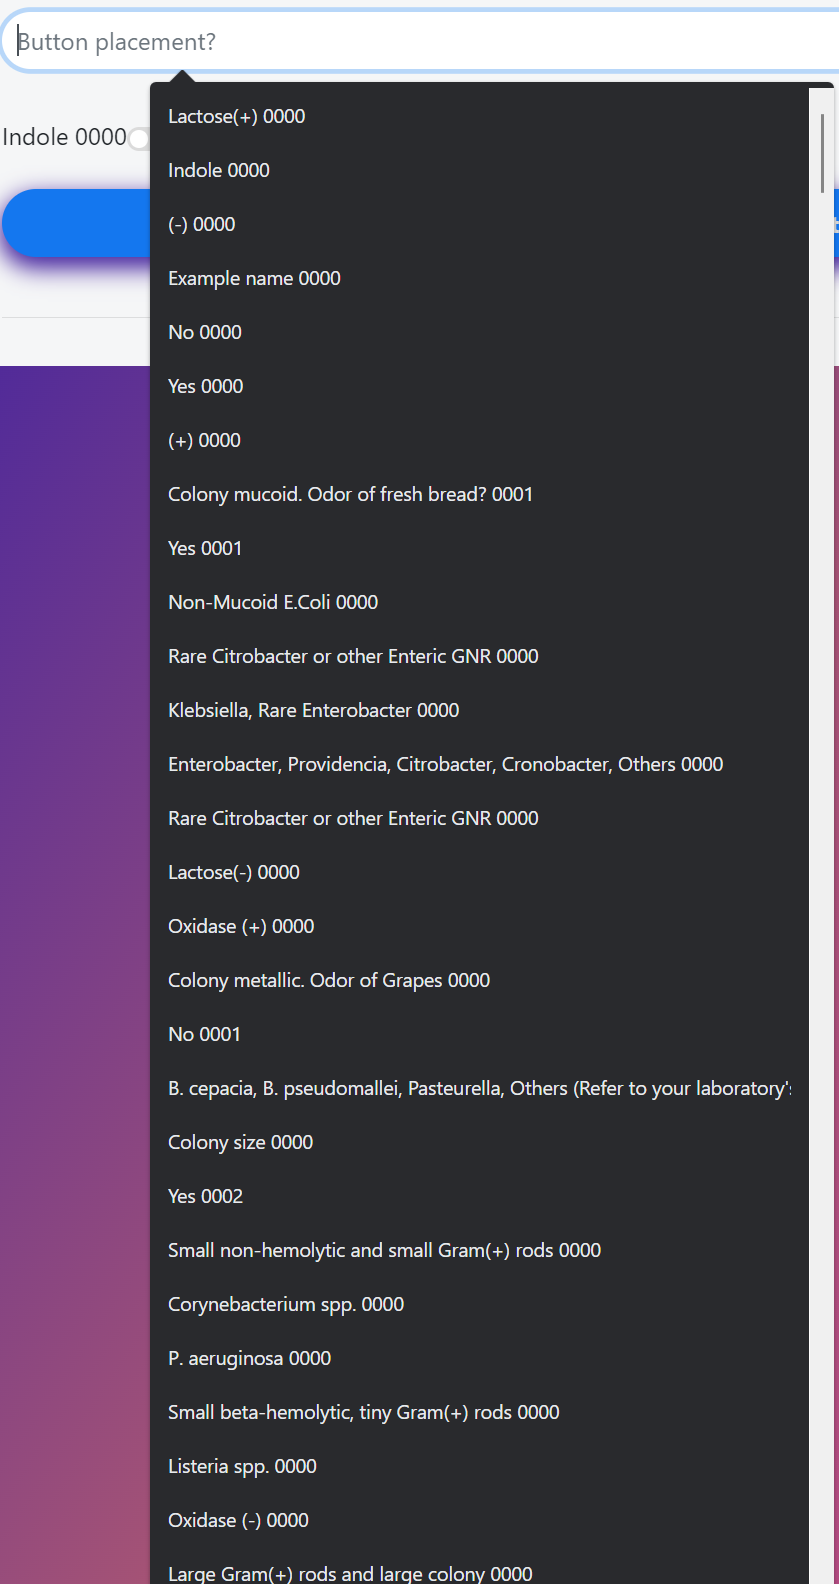 Button placement?
Indole 0000
Lactose(+) 0000
Indole 0000
(-) 0000
Example name 0000
No 0000
Yes 0000
(+) 0000
Colony mucoid. Odor of fresh bread? 0001
Yes 0001
Non-Mucoid E.Coli 0000
Rare Citrobacter or other Enteric GNR 0000
Klebsiella, Rare Enterobacter 0000
Enterobacter, Providencia, Citrobacter, Cronobacter, Others 0000
Rare Citrobacter or other Enteric GNR 0000
Lactose(-) 0000
Oxidase (+) 0000
Colony metallic. Odor of Grapes 0000
No 0001
B. cepacia, B. pseudomallei, Pasteurella, Others (Refer to your laboratory's
Colony size 0000
Yes 0002
Small non-hemolytic and small Gram(+) rods 0000
Corynebacterium spp. 0000
P. aeruginosa 0000
Small beta-hemolytic, tiny Gram(+) rods 0000
Listeria spp. 0000
Oxidase (-) 0000
Large Gram(+) rods and large colony 0000